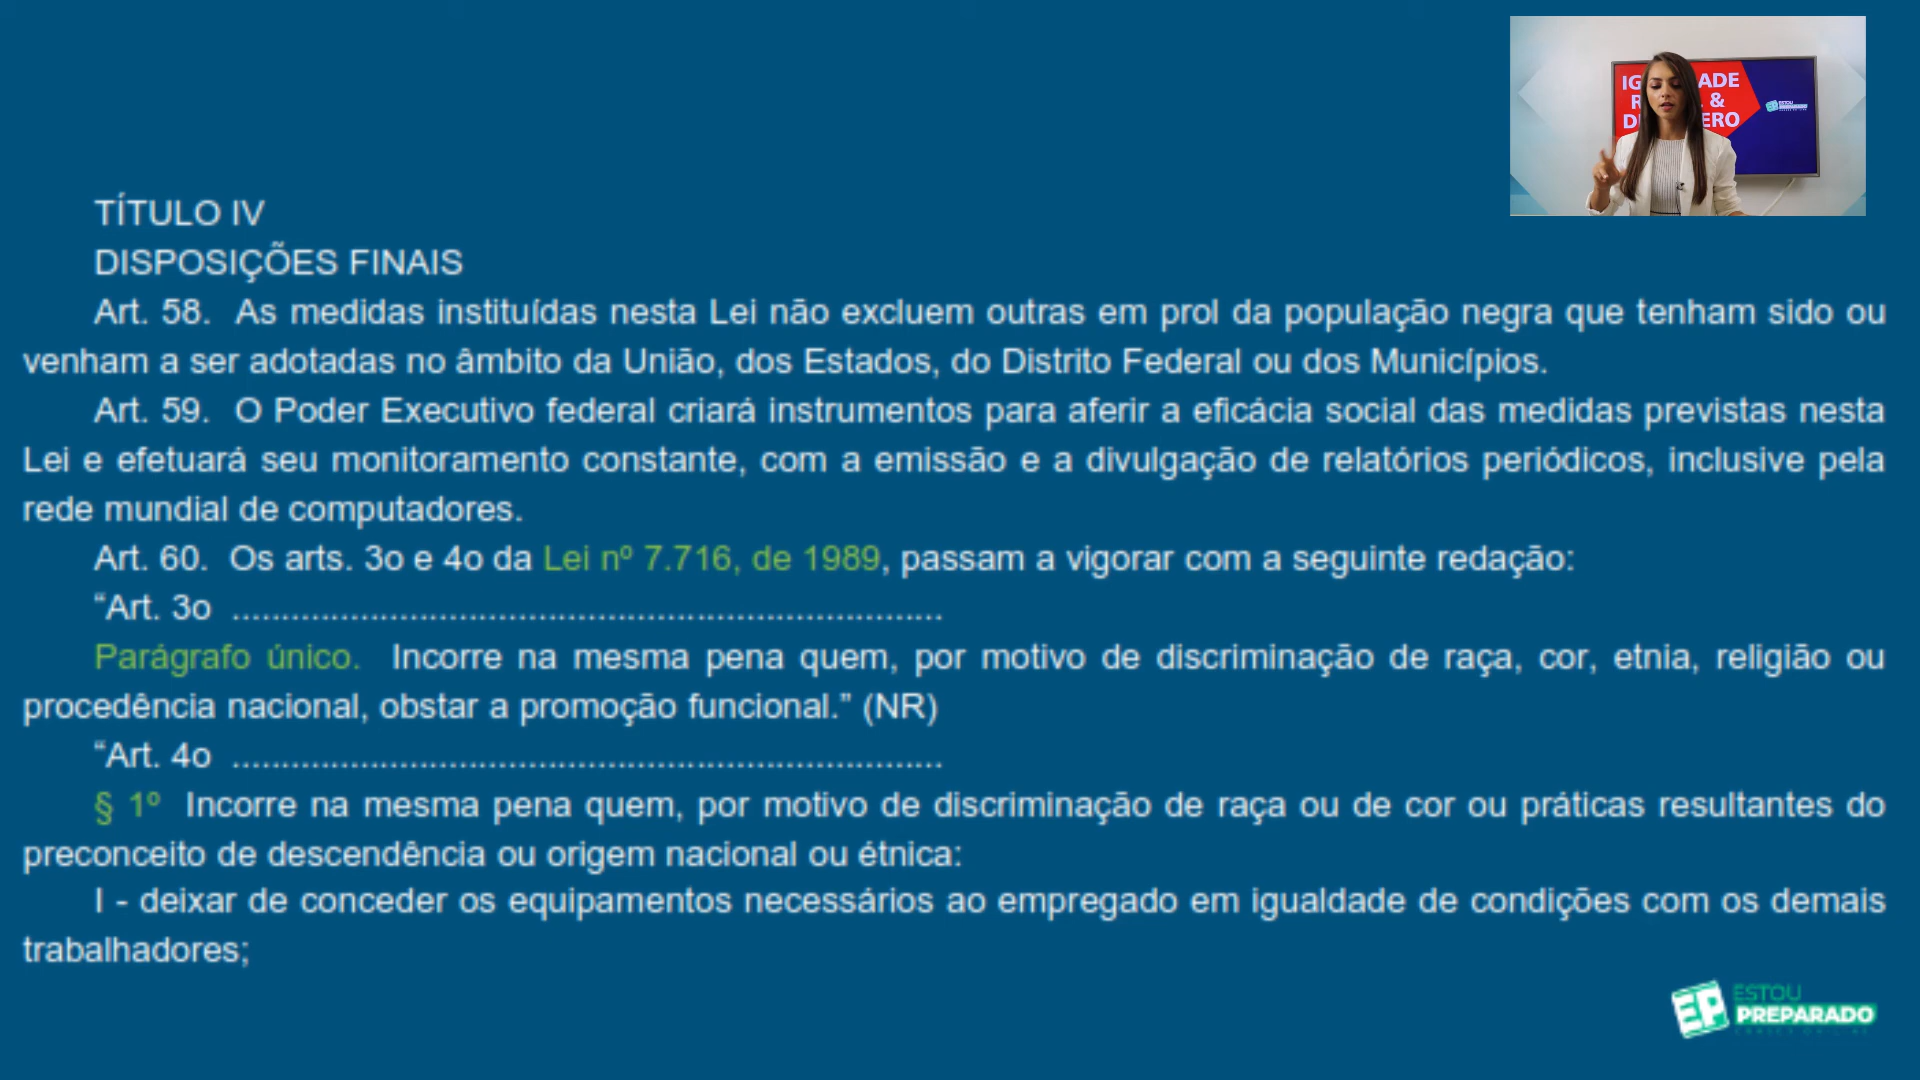 IG ADE
R &
D ERO
ESTOU
PREPARADO
TÍTULO IV
DISPOSIÇÕES FINAIS
Art. 58. As medidas instituídas nesta Lei não excluem outras em prol da população negra que tenham sido ou
venham a ser adotadas no âmbito da União, dos Estados, do Distrito Federal ou dos Municípios.
Art. 59. O Poder Executivo federal criará instrumentos para aferir a eficácia social das medidas previstas nesta
Lei e efetuará seu monitoramento constante, com a emissão e a divulgação de relatórios periódicos, inclusive pela
rede mundial de computadores.
Art. 60. Os arts. 3o e 4o da Lei nº 7.716, de 1989, passam a vigorar com a seguinte redação:
“Art. 3o ........................................................................
Parágrafo único. Incorre na mesma pena quem, por motivo de discriminação de raça, cor, etnia, religião ou
procedência nacional, obstar a promoção funcional.” (NR)
“Art. 4o ........................................................................
§ 1º Incorre na mesma pena quem, por motivo de discriminação de raça ou de cor ou práticas resultantes do
preconceito de descendência ou origem nacional ou étnica:
I - deixar de conceder os equipamentos necessários ao empregado em igualdade de condições com os demais
trabalhadores;
EP ESTOU
PREPARADO